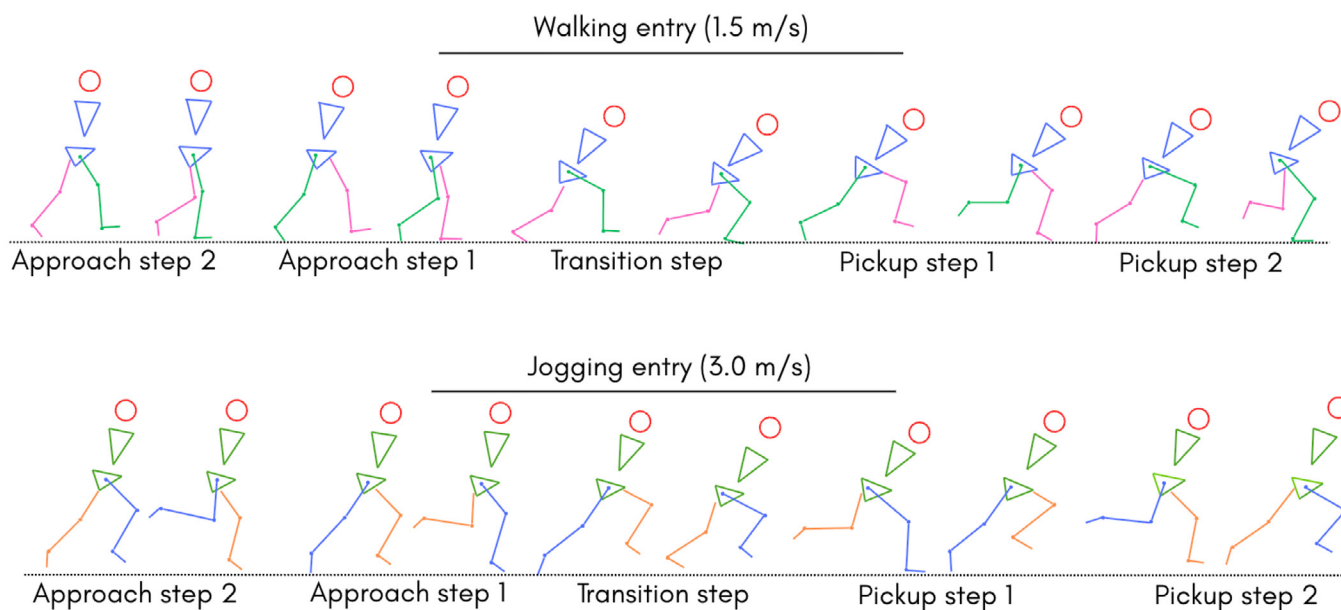 Walking entry (1.5 m/s)
Approach step 2 Approach step 1 Transition step Pickup step 1 Pickup step 2
Jogging entry (3.0 m/s)
Approach step 2 Approach step 1 Transition step Pickup step 1 Pickup step 2